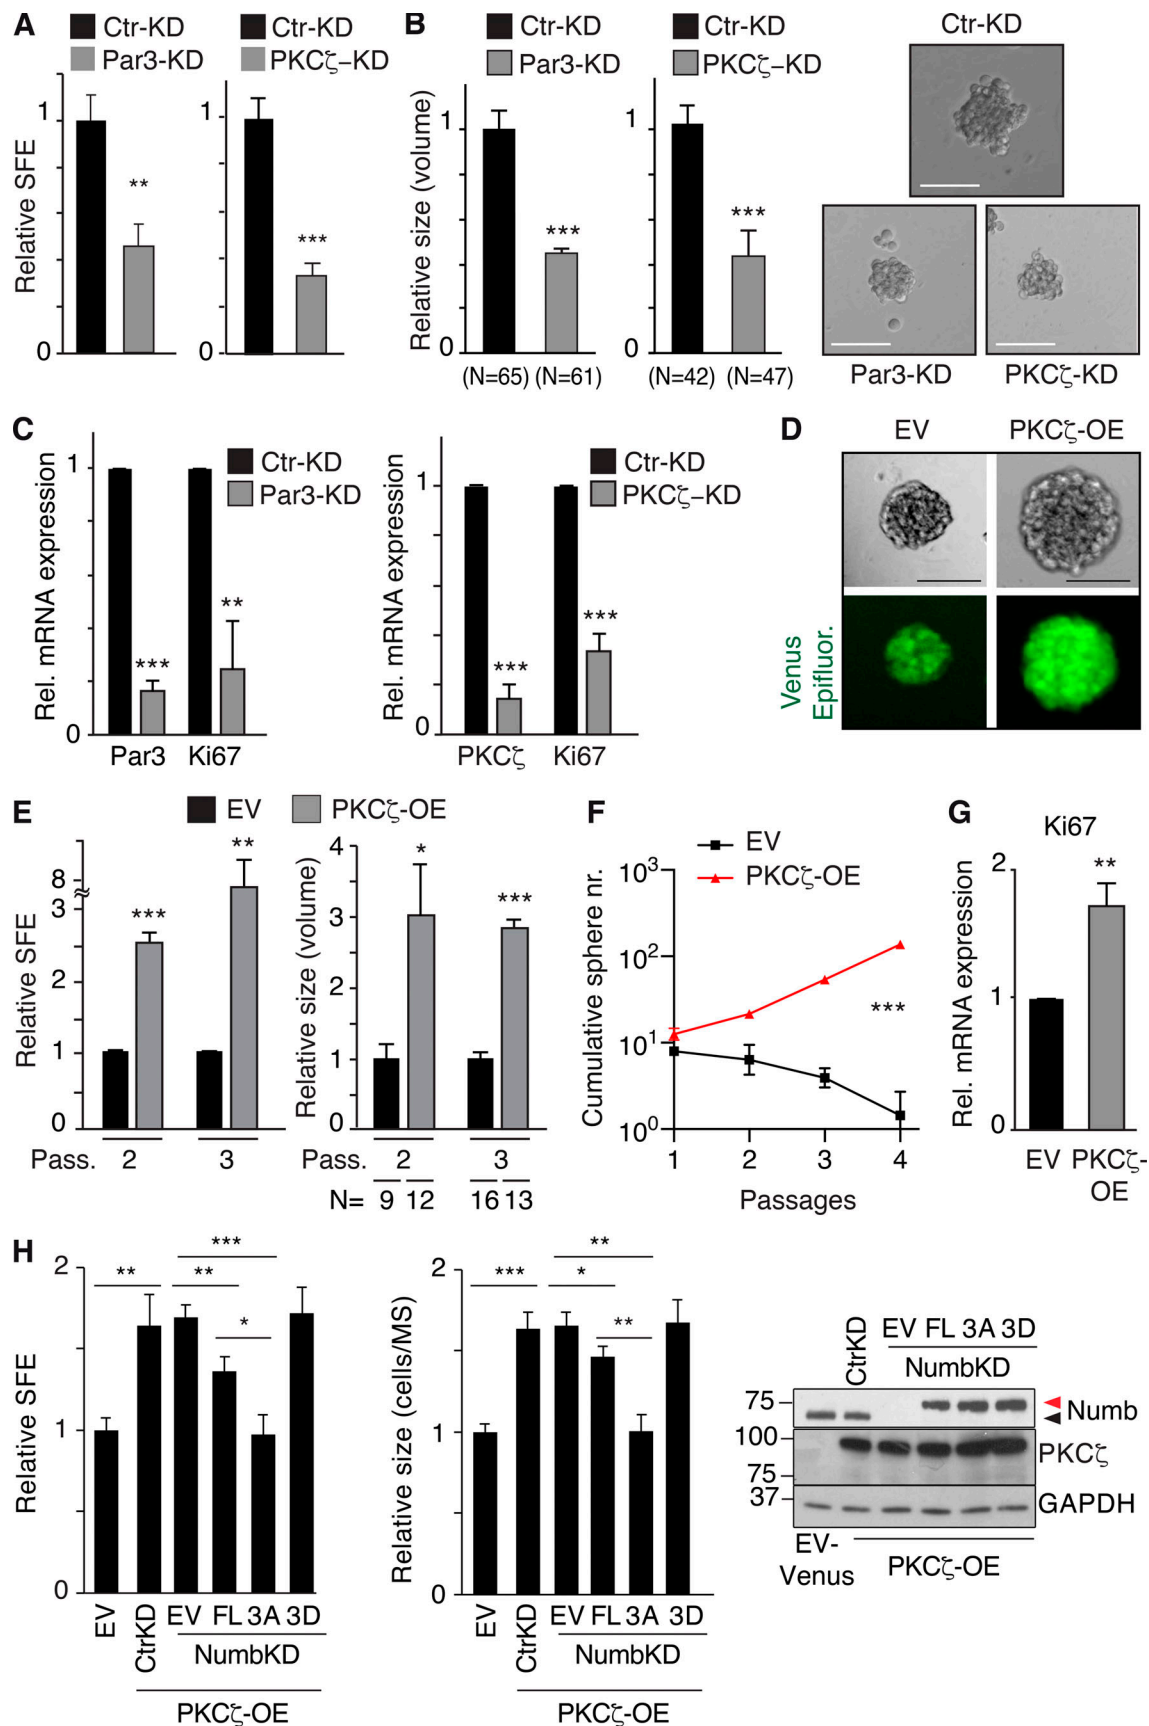 A
Ctr-KD
Par3-KD
Ctr-KD
PKCζ–KD
Relative SFE
1
0
**
1
0
***
B
Ctr-KD
Par3-KD
Ctr-KD
PKCζ–KD
Relative size (volume)
1
0
***
(N=65) (N=61)
1
0
***
(N=42) (N=47)
Ctr-KD
Par3-KD
PKCζ-KD
C
Rel. mRNA expression
1
0
Ctr-KD
Par3-KD
***
**
Par3 Ki67
Rel. mRNA expression
1
0
Ctr-KD
PKCζ–KD
***
***
PKCζ Ki67
D
EV PKCζ-OE
Venus
Epifluor.
E
EV PKCζ-OE
Relative SFE
8
3
2
1
0
***
**
Pass. 2 3
Relative size (volume)
4
3
2
1
0
*
***
Pass. 2 3
N= 9 12 16 13
F
EV
PKCζ-OE
Cumulative sphere nr.
10³
10²
10¹
10⁰
***
1 2 3 4
Passages
G
Ki67
Rel. mRNA expression
2
1
0
**
EV PKCζ-
OE
H
Relative SFE
2
1
0
***
** **
*
EV CtrKD EV FL 3A 3D
NumbKD
PKCζ-OE
Relative size (cells/MS)
2
1
0
**
*** *
**
EV CtrKD EV FL 3A 3D
NumbKD
PKCζ-OE
CtrKD EV FL 3A 3D
NumbKD
75
Numb
100
PKCζ
75
37
GAPDH
EV-
Venus
PKCζ-OE